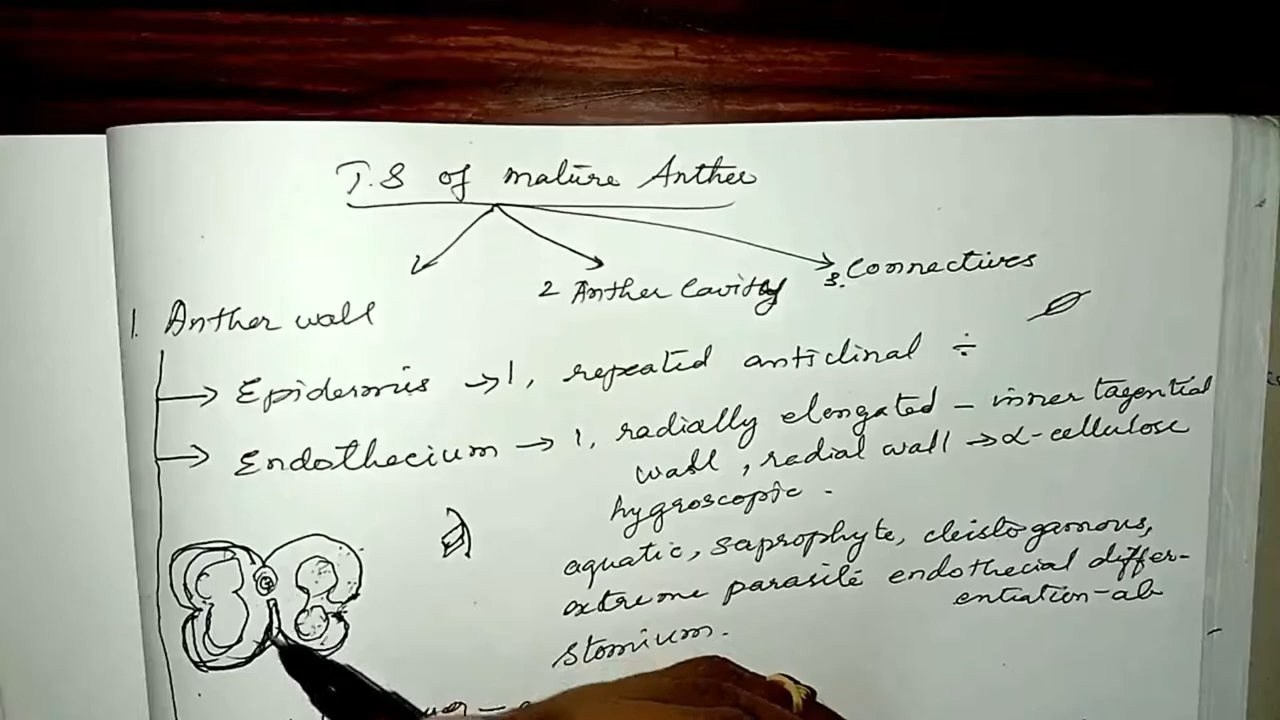 T.S of mature Anther
1. Anther wall
2 Anther Cavity
3. Connectives
→ Epidermis → 1, repeated anticlinal ÷
→ Endothecium → 1, radially elongated - inner tagential
wall, radial wall → α-cellulose
hygroscopic.
aquatic, saprophyte, cleistogamous,
extreme parasite endothecial differ-
entiation-ab
stomium.